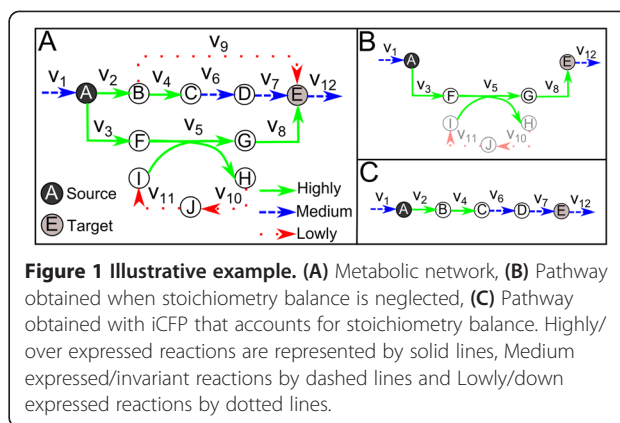 A
v9
v1
v2
v4
v6
v7
v12
A
B
C
D
E
v3
v5
v8
F
G
I
H
v11
v10
J
A Source
E Target
Highly
Medium
Lowly
B
v1
A
E
v12
v3
v5
v8
F
G
I
H
v11
v10
J
C
v1
v2
v4
v6
v7
v12
A
B
C
D
E
Figure 1 Illustrative example. (A) Metabolic network, (B) Pathway
obtained when stoichiometry balance is neglected, (C) Pathway
obtained with iCFP that accounts for stoichiometry balance. Highly/
over expressed reactions are represented by solid lines, Medium
expressed/invariant reactions by dashed lines and Lowly/down
expressed reactions by dotted lines.